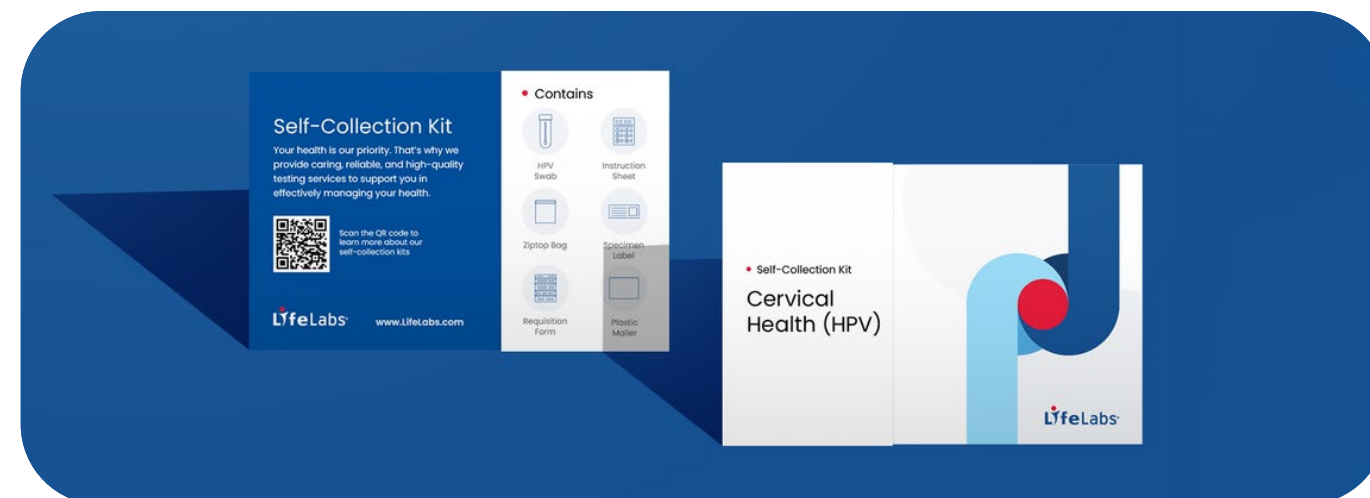 Self-Collection Kit
Your health is our priority. That's why we
provide caring, reliable, and high-quality
testing services to support you in
effectively managing your health.
Scan the QR code to
learn more about our
self-collection kits
LifeLabs
www.LifeLabs.com
• Contains
HPV
Swab
Instruction
Sheet
Ziptop Bag
Specimen
Label
Requisition
Form
Plastic
Mailer
• Self-Collection Kit
Cervical
Health (HPV)
LifeLabs